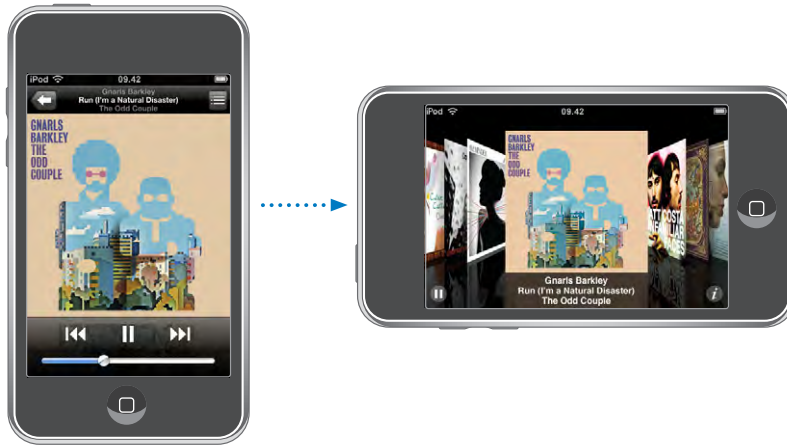 iPod 09.42
Gnarls Barkley
Run (I'm a Natural Disaster)
The Odd Couple
GNARLS
BARKLEY
THE
ODD
COUPLE
iPod 09.42
GNARLS
BARKLEY
THE
ODD
COUPLE
Gnarls Barkley
Run (I'm a Natural Disaster)
The Odd Couple
i